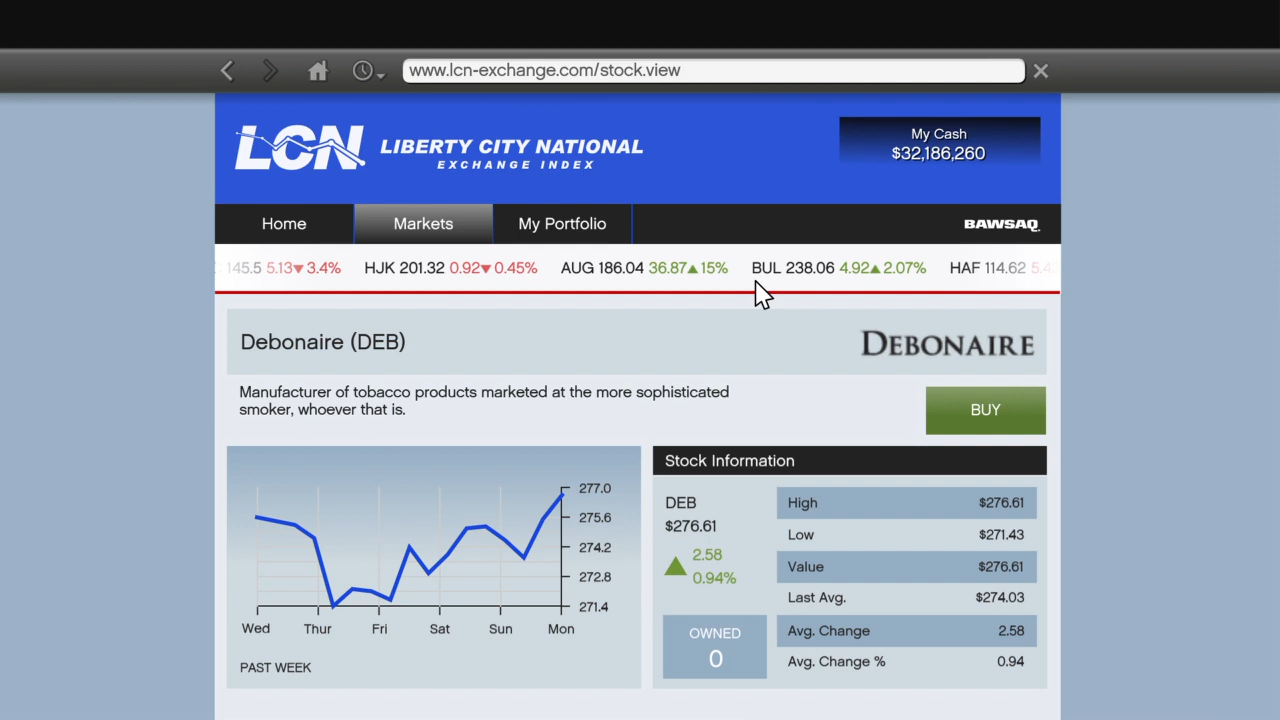 www.lcn-exchange.com/stock.view
LCN LIBERTY CITY NATIONAL
EXCHANGE INDEX
My Cash
$32,186,260
Home Markets My Portfolio BAWSAQ
145.5 5.13▼3.4% HJK 201.32 0.92▼0.45% AUG 186.04 36.87▲15% BUL 238.06 4.92▲2.07% HAF 114.62
Debonaire (DEB) DEBONAIRE
Manufacturer of tobacco products marketed at the more sophisticated
smoker, whoever that is.
BUY
277.0
275.6
274.2
272.8
271.4
Wed Thur Fri Sat Sun Mon
PAST WEEK
Stock Information
DEB
$276.61
▲ 2.58
0.94%
OWNED
0
High $276.61
Low $271.43
Value $276.61
Last Avg. $274.03
Avg. Change 2.58
Avg. Change % 0.94